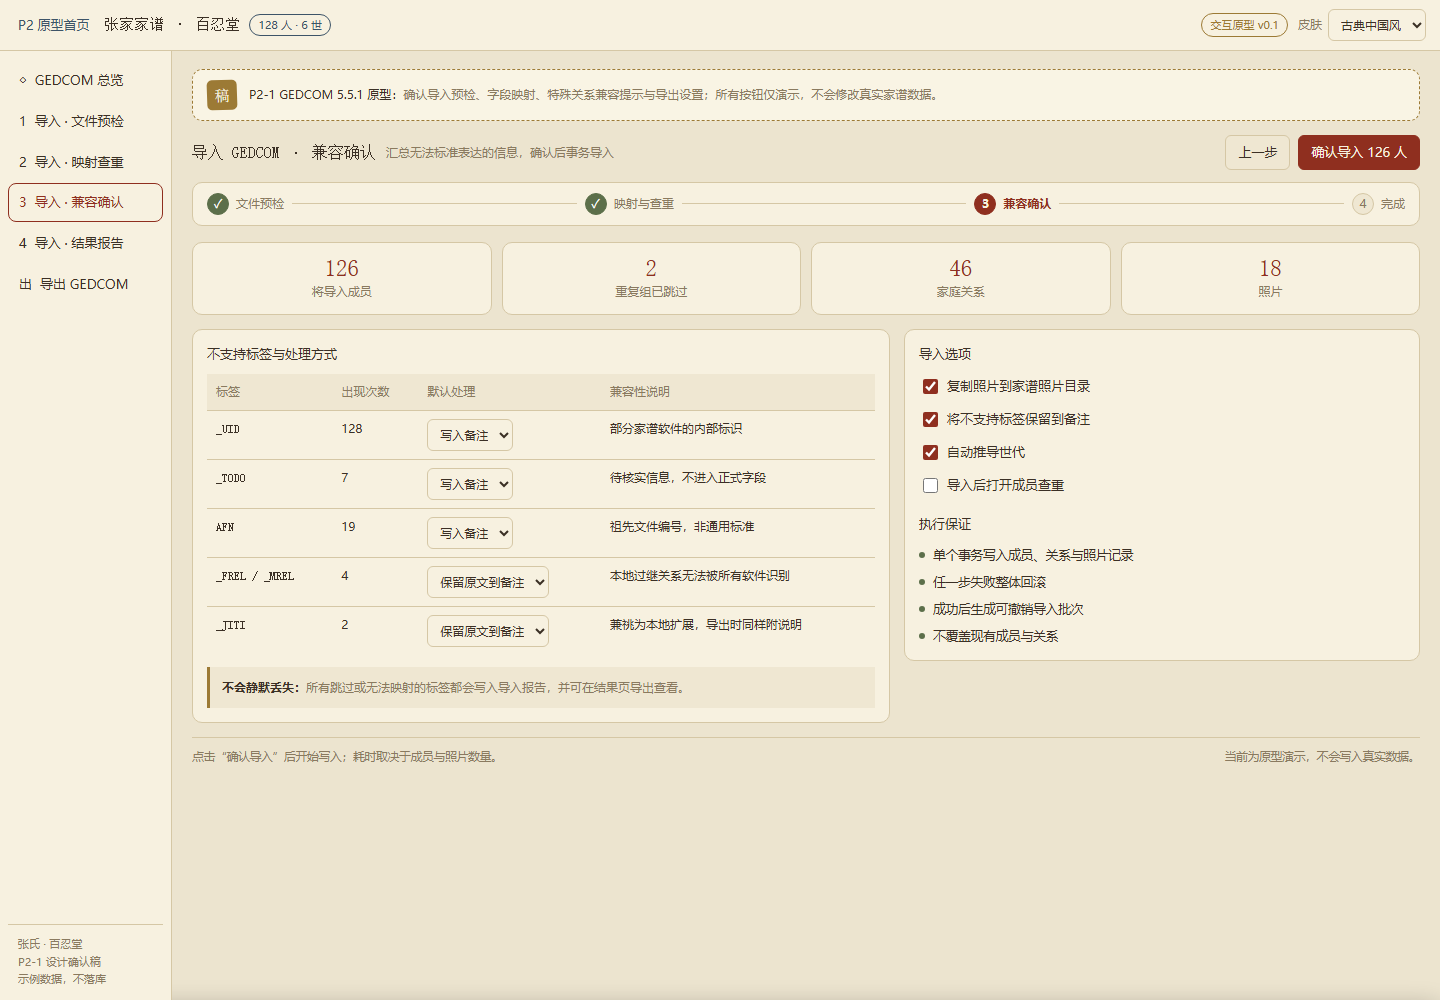 P2 原型首页 张家家谱 · 百忍堂 128 人 · 6 世 交互原型 v0.1 皮肤 古典中国风
GEDCOM 总览
1 导入 · 文件预检
2 导入 · 映射查重
3 导入 · 兼容确认
4 导入 · 结果报告
出 导出 GEDCOM
张氏 · 百忍堂
P2-1 设计确认稿
示例数据，不落库
稿 P2-1 GEDCOM 5.5.1 原型：确认导入预检、字段映射、特殊关系兼容提示与导出设置；所有按钮仅演示，不会修改真实家谱数据。
导入 GEDCOM · 兼容确认 汇总无法标准表达的信息，确认后事务导入 上一步 确认导入 126 人
✓ 文件预检 ✓ 映射与查重 3 兼容确认 4 完成
126
将导入成员
2
重复组已跳过
46
家庭关系
18
照片
不支持标签与处理方式
标签 出现次数 默认处理 兼容性说明
_UID 128 写入备注 部分家谱软件的内部标识
_TODO 7 写入备注 待核实信息，不进入正式字段
AFN 19 写入备注 祖先文件编号，非通用标准
_FREL / _MREL 4 保留原文到备注 本地过继关系无法被所有软件识别
_JITI 2 保留原文到备注 兼祧为本地扩展，导出时同样附说明
不会静默丢失：所有跳过或无法映射的标签都会写入导入报告，并可在结果页导出查看。
导入选项
复制照片到家谱照片目录
将不支持标签保留到备注
自动推导世代
导入后打开成员查重
执行保证
单个事务写入成员、关系与照片记录
任一步失败整体回滚
成功后生成可撤销导入批次
不覆盖现有成员与关系
点击“确认导入”后开始写入；耗时取决于成员与照片数量。
当前为原型演示，不会写入真实数据。